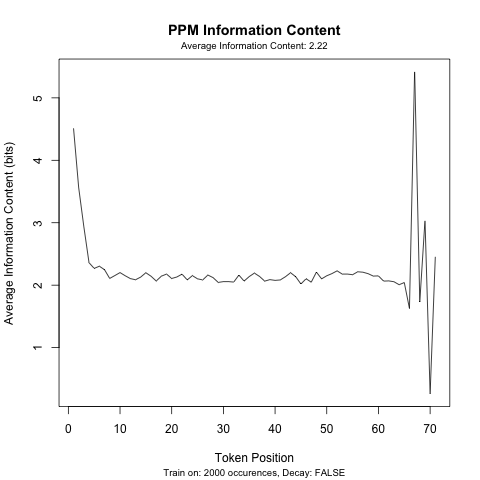 PPM Information Content
Average Information Content: 2.22
Average Information Content (bits)
5
4
3
2
1
0 10 20 30 40 50 60 70
Token Position
Train on: 2000 occurences, Decay: FALSE